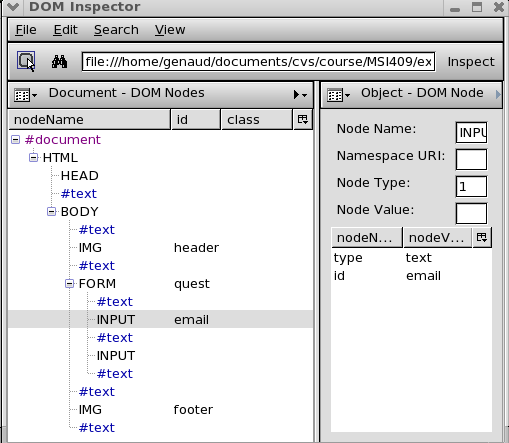 DOM Inspector
File Edit Search View
file:///home/genaud/documents/cvs/course/MSI409/ex Inspect
Document - DOM Nodes
nodeName id class
#document
HTML
HEAD
#text
BODY
#text
IMG header
#text
FORM quest
#text
INPUT email
#text
INPUT
#text
#text
IMG footer
#text
Object - DOM Node
Node Name: INPU
Namespace URI:
Node Type: 1
Node Value:
nodeN... nodeV...
type text
id email